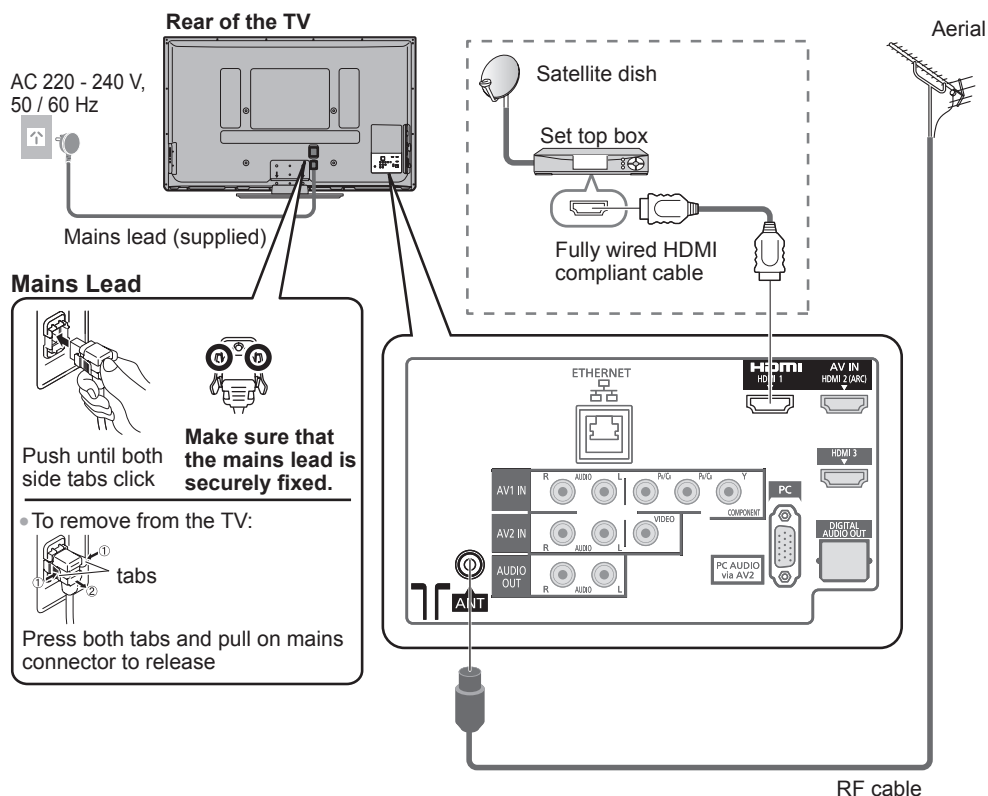 Rear of the TV
Aerial
AC 220 - 240 V,
50 / 60 Hz
Satellite dish
Set top box
Mains lead (supplied)
Fully wired HDMI
compliant cable
Mains Lead
Push until both
side tabs click
Make sure that
the mains lead is
securely fixed.
To remove from the TV:
①
①
tabs
②
Press both tabs and pull on mains
connector to release
ETHERNET
HDMI
HDMI 1
AV IN
HDMI 2 (ARC)
HDMI 3
AV1 IN
R AUDIO L
PB/CB PR/CR Y
COMPONENT
PC
AV2 IN
R AUDIO L
VIDEO
DIGITAL
AUDIO OUT
AUDIO
OUT
R AUDIO L
PC AUDIO
via AV2
ANT
RF cable